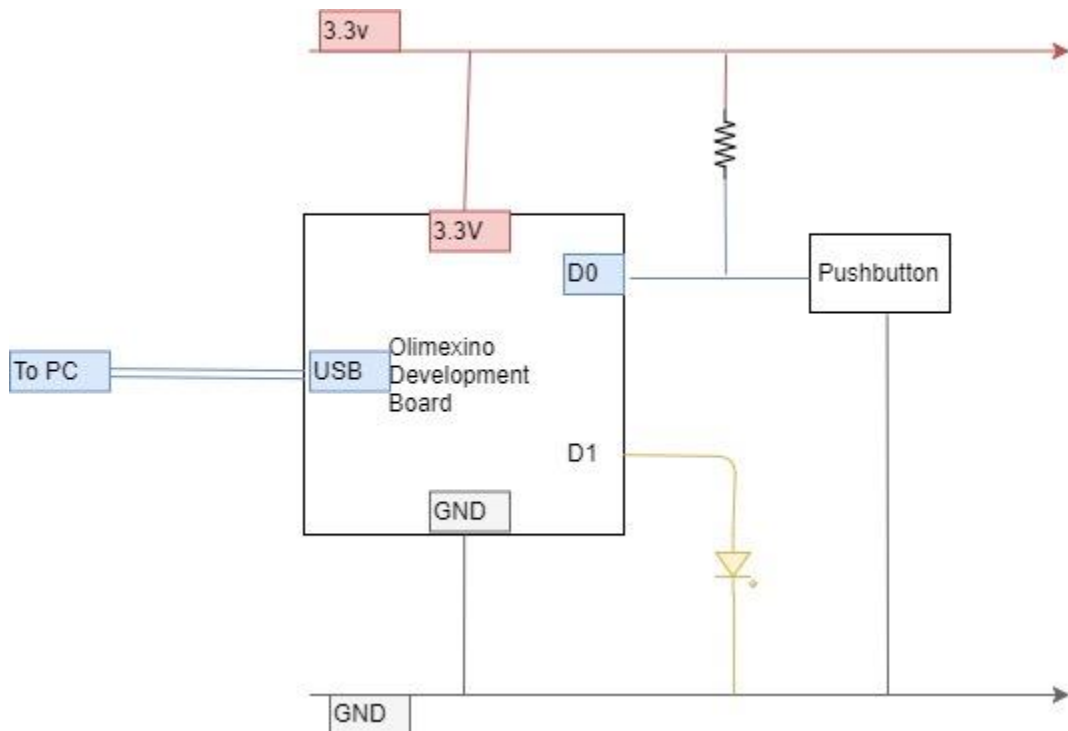 3.3v
3.3V
D0
Pushbutton
To PC
USB
Olimexino
Development
Board
D1
GND
GND